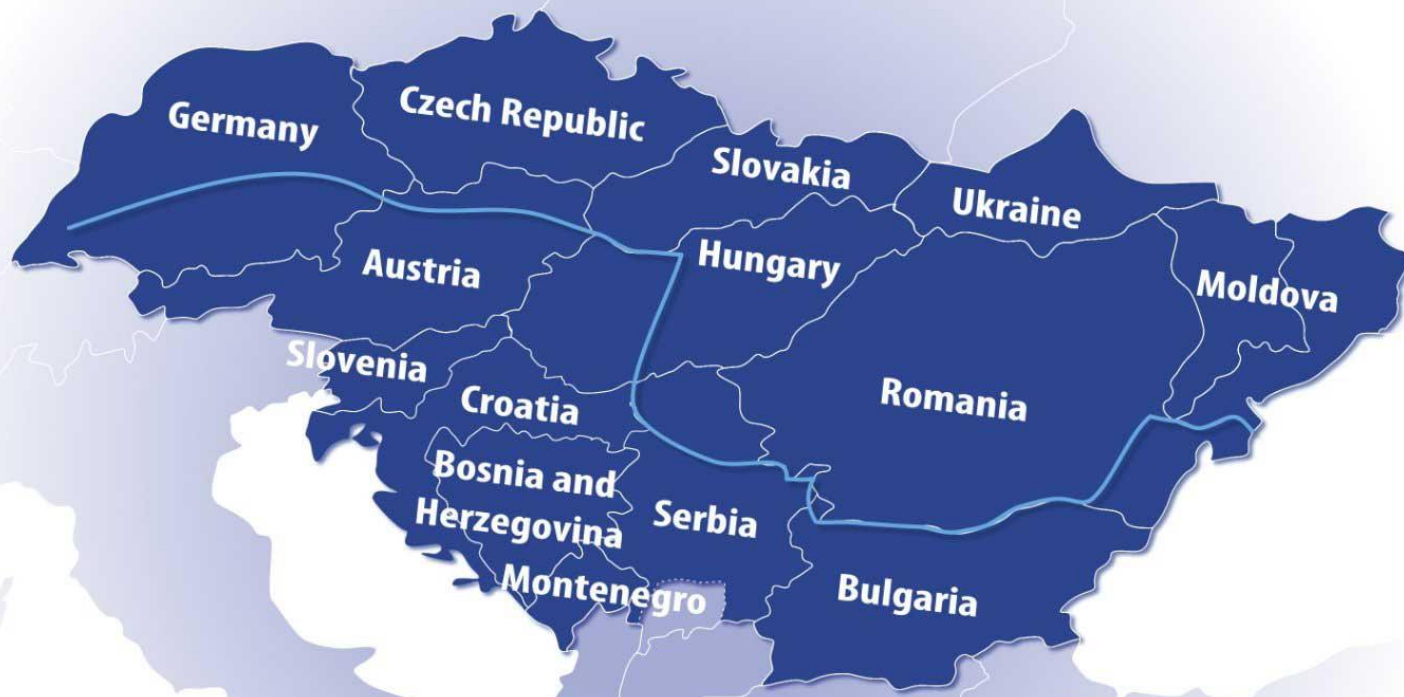 Germany
Czech Republic
Slovakia
Ukraine
Austria
Hungary
Moldova
Slovenia
Croatia
Romania
Bosnia and
Herzegovina
Serbia
Montenegro
Bulgaria